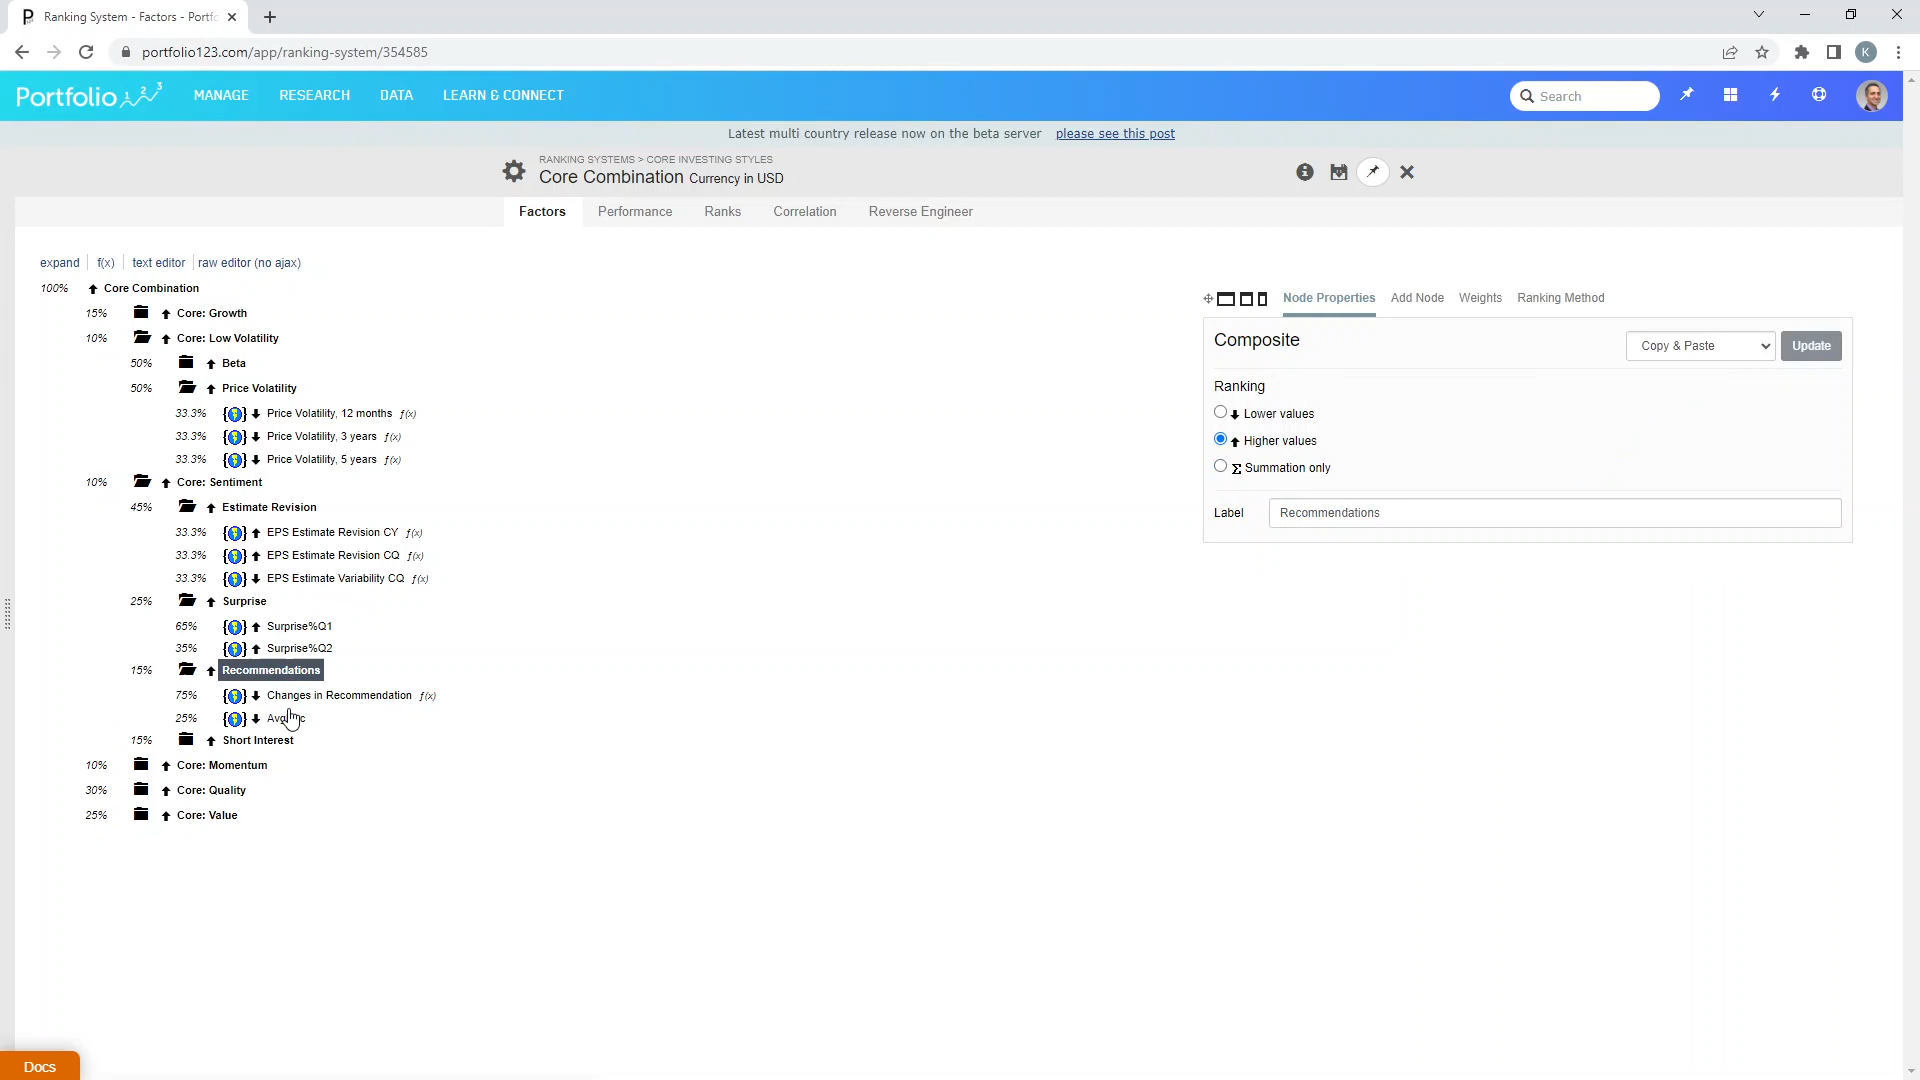 Ranking System - Factors - Portfo
portfolio123.com/app/ranking-system/354585
K
Portfolio 1 2 3
MANAGE
RESEARCH
DATA
LEARN & CONNECT
Search
Latest multi country release now on the beta server please see this post
RANKING SYSTEMS > CORE INVESTING STYLES
Core Combination Currency in USD
Factors
Performance
Ranks
Correlation
Reverse Engineer
expand f(x) text editor raw editor (no ajax)
100% Core Combination
15% Core: Growth
10% Core: Low Volatility
50% Beta
50% Price Volatility
33.3% Price Volatility, 12 months f(x)
33.3% Price Volatility, 3 years f(x)
33.3% Price Volatility, 5 years f(x)
10% Core: Sentiment
45% Estimate Revision
33.3% EPS Estimate Revision CY f(x)
33.3% EPS Estimate Revision CQ f(x)
33.3% EPS Estimate Variability CQ f(x)
25% Surprise
65% Surprise%Q1
35% Surprise%Q2
15% Recommendations
75% Changes in Recommendation f(x)
25%
15% Short Interest
10% Core: Momentum
30% Core: Quality
25% Core: Value
Node Properties
Add Node
Weights
Ranking Method
Composite
Copy & Paste
Update
Ranking
Lower values
Higher values
Summation only
Label Recommendations
Docs